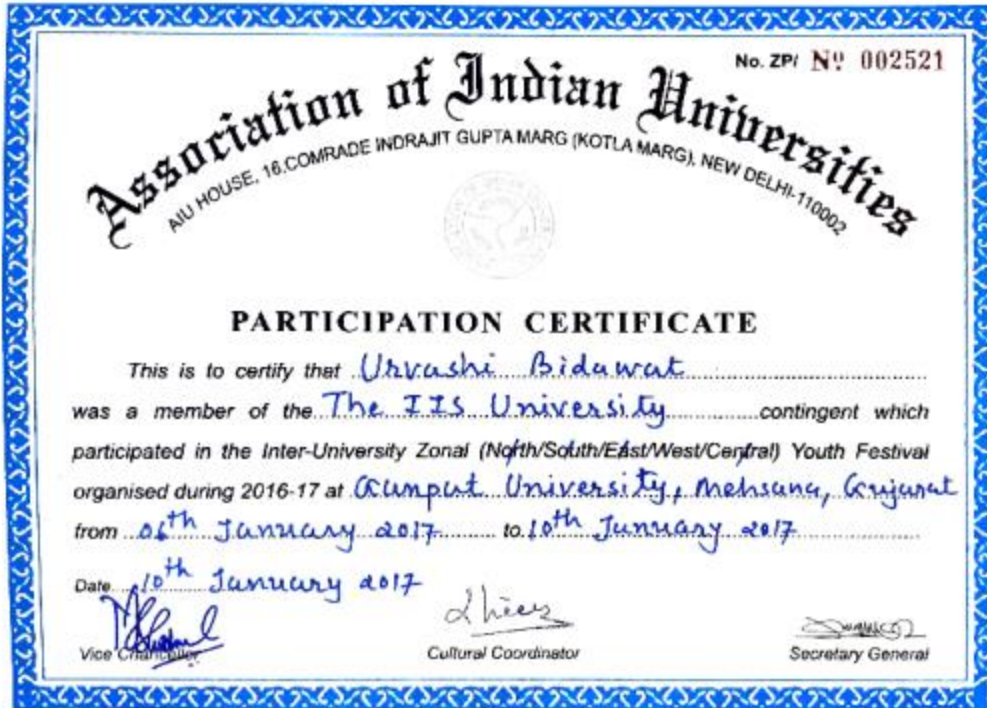 No. ZP/ Nº 002521
Association of Indian Universities
AIU HOUSE, 16,COMRADE INDRAJIT GUPTA MARG (KOTLA MARG), NEW DELHI-110002
PARTICIPATION CERTIFICATE
This is to certify that Urvashi Bidawat
was a member of the The IIS University contingent which
participated in the Inter-University Zonal (North/South/East/West/Central) Youth Festival
organised during 2016-17 at Ganpat University, Mehsana, Gujarat
from 06th January 2017 to 10th January 2017
Date 10th January 2017
Vice Chancellor Cultural Coordinator Secretary General